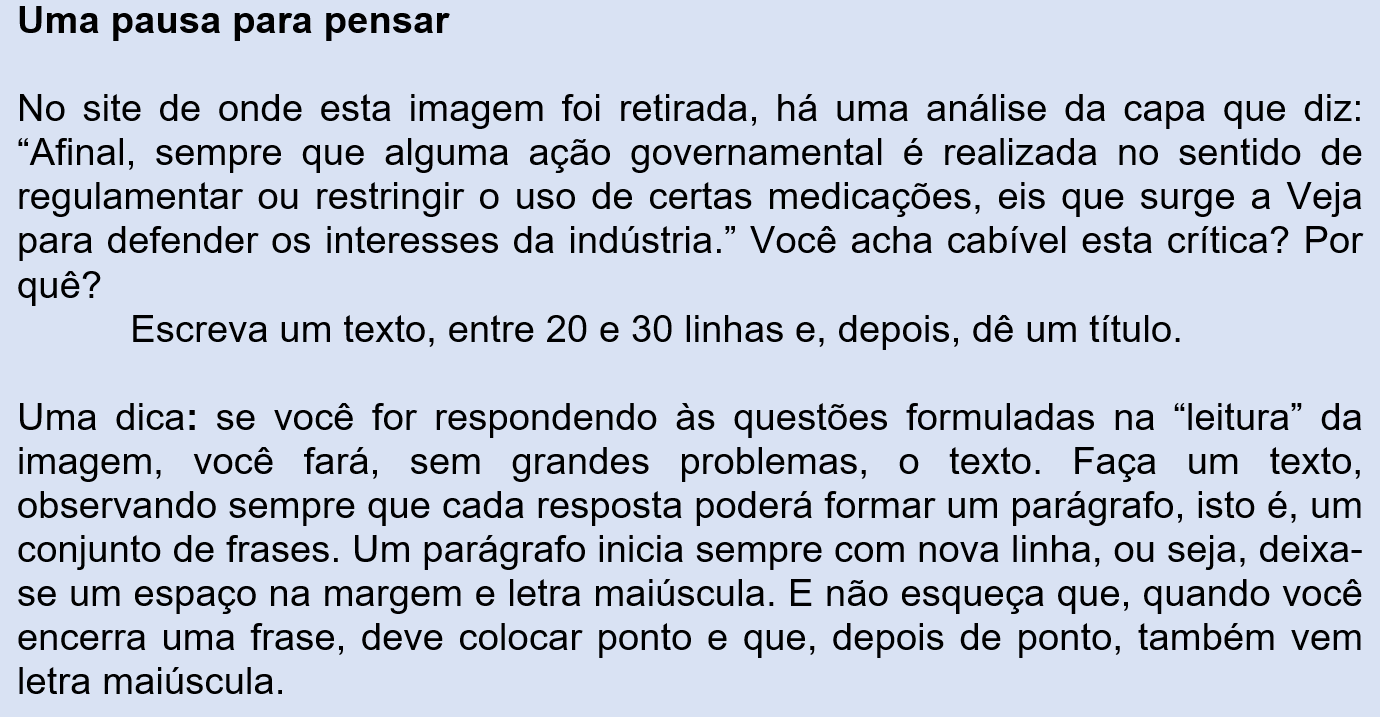 Uma pausa para pensar
No site de onde esta imagem foi retirada, há uma análise da capa que diz:
“Afinal, sempre que alguma ação governamental é realizada no sentido de
regulamentar ou restringir o uso de certas medicações, eis que surge a Veja
para defender os interesses da indústria.” Você acha cabível esta crítica? Por
quê?
Escreva um texto, entre 20 e 30 linhas e, depois, dê um título.
Uma dica: se você for respondendo às questões formuladas na “leitura” da
imagem, você fará, sem grandes problemas, o texto. Faça um texto,
observando sempre que cada resposta poderá formar um parágrafo, isto é, um
conjunto de frases. Um parágrafo inicia sempre com nova linha, ou seja, deixa-
se um espaço na margem e letra maiúscula. E não esqueça que, quando você
encerra uma frase, deve colocar ponto e que, depois de ponto, também vem
letra maiúscula.